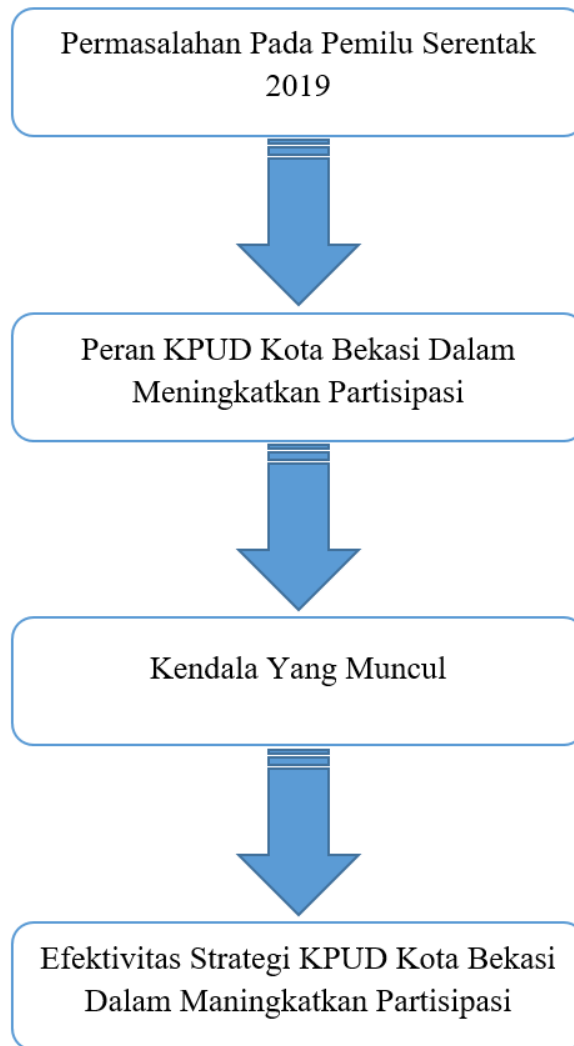 Permasalahan Pada Pemilu Serentak
2019
Peran KPUD Kota Bekasi Dalam
Meningkatkan Partisipasi
Kendala Yang Muncul
Efektivitas Strategi KPUD Kota Bekasi
Dalam Maningkatkan Partisipasi